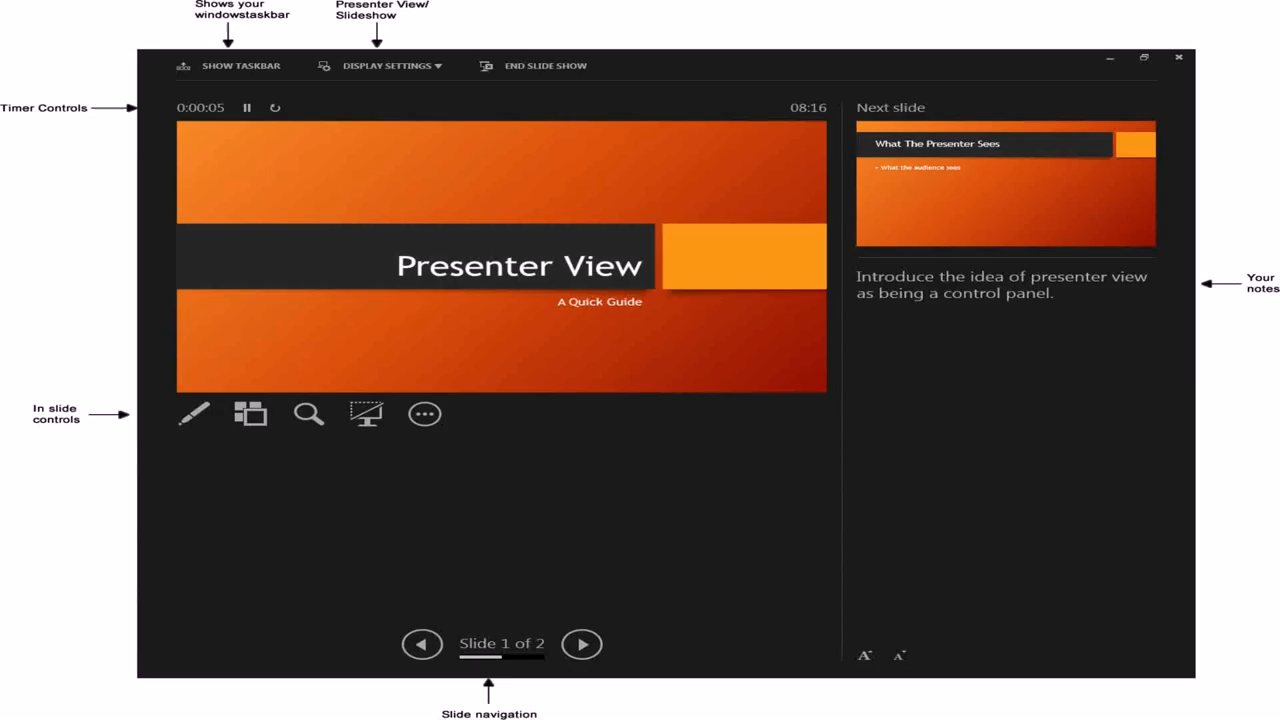 Shows your
windowstaskbar
Presenter View/
Slideshow
SHOW TASKBAR
DISPLAY SETTINGS
END SLIDE SHOW
Timer Controls
0:00:05
08:16
Next slide
What The Presenter Sees
- What the audience sees
Presenter View
A Quick Guide
Introduce the idea of presenter view
as being a control panel.
Your
notes
In slide
controls
Slide 1 of 2
A
A
Slide navigation